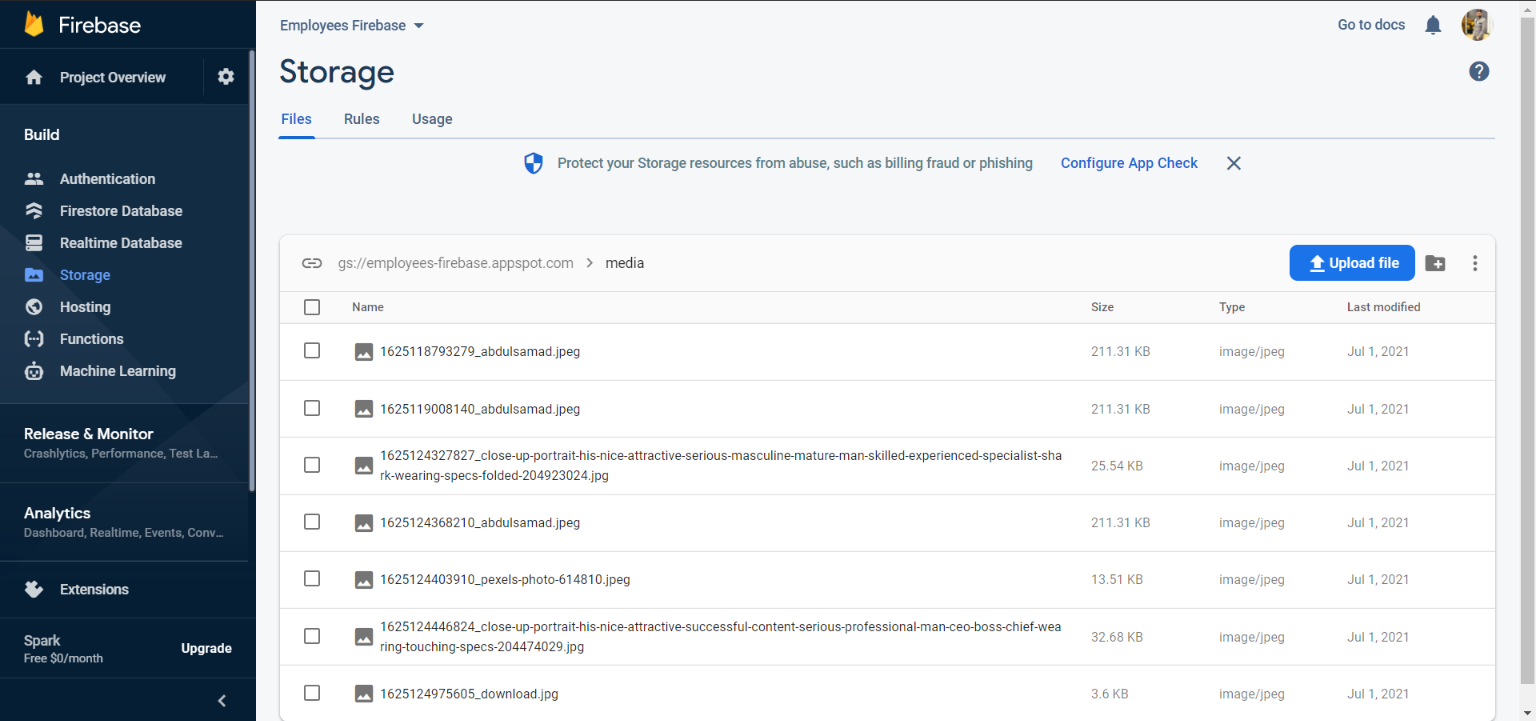 Firebase
Project Overview
Build
Authentication
Firestore Database
Realtime Database
Storage
Hosting
Functions
Machine Learning
Release & Monitor
Crashlytics, Performance, Test La...
Analytics
Dashboard, Realtime, Events, Conv...
Extensions
Spark
Free $0/month
Upgrade
Employees Firebase
Go to docs
Storage
Files Rules Usage
Protect your Storage resources from abuse, such as billing fraud or phishing Configure App Check
gs://employees-firebase.appspot.com > media
Upload file
Name Size Type Last modified
1625118793279_abdulsamad.jpeg 211.31 KB image/jpeg Jul 1, 2021
1625119008140_abdulsamad.jpeg 211.31 KB image/jpeg Jul 1, 2021
1625124327827_close-up-portrait-his-nice-attractive-serious-masculine-mature-man-skilled-experienced-specialist-sha
rk-wearing-specs-folded-204923024.jpg
25.54 KB image/jpeg Jul 1, 2021
1625124368210_abdulsamad.jpeg 211.31 KB image/jpeg Jul 1, 2021
1625124403910_pexels-photo-614810.jpeg 13.51 KB image/jpeg Jul 1, 2021
1625124446824_close-up-portrait-his-nice-attractive-successful-content-serious-professional-man-ceo-boss-chief-wea
ring-touching-specs-204474029.jpg
32.68 KB image/jpeg Jul 1, 2021
1625124975605_download.jpg 3.6 KB image/jpeg Jul 1, 2021